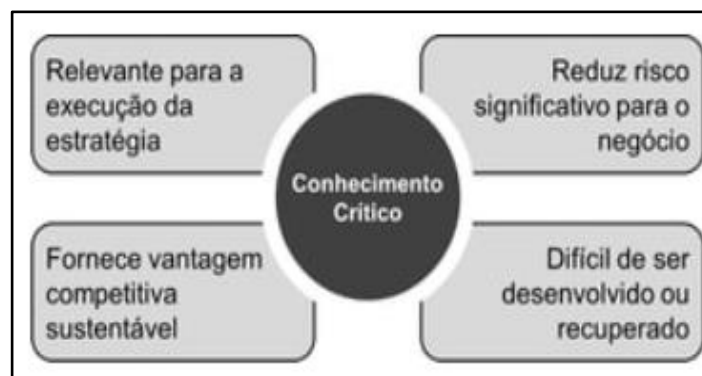 Relevante para a
execução da
estratégia
Reduz risco
significativo para o
negócio
Conhecimento
Crítico
Fornece vantagem
competitiva
sustentável
Difícil de ser
desenvolvido ou
recuperado